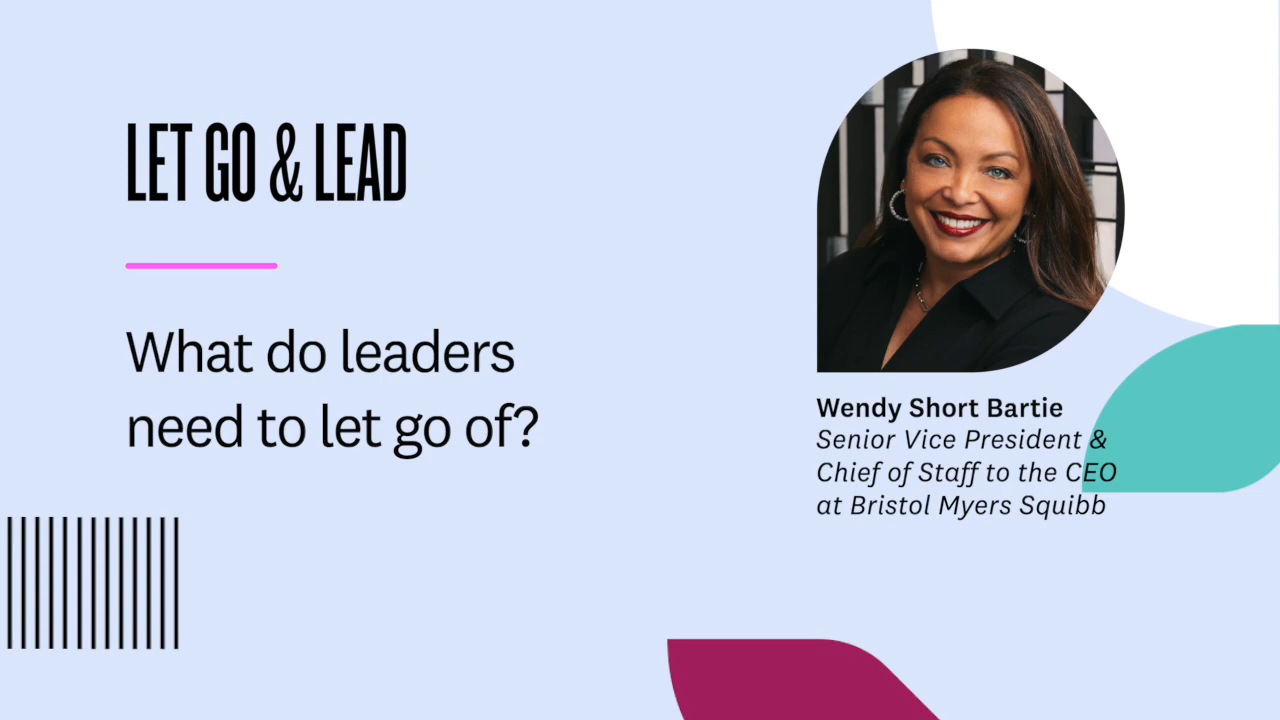 LET GO & LEAD
What do leaders
need to let go of?
Wendy Short Bartie
Senior Vice President &
Chief of Staff to the CEO
at Bristol Myers Squibb